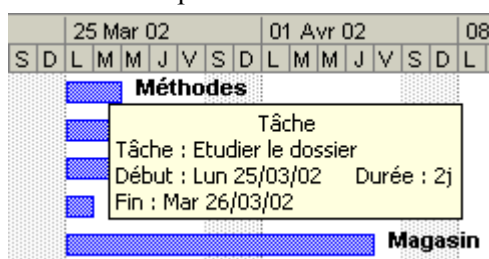 25 Mar 02 01 Avr 02 08
S D L M M J V S D L M M J V S D L
Méthodes
Tâche
Tâche : Etudier le dossier
Début : Lun 25/03/02 Durée : 2j
Fin : Mar 26/03/02
Magasin